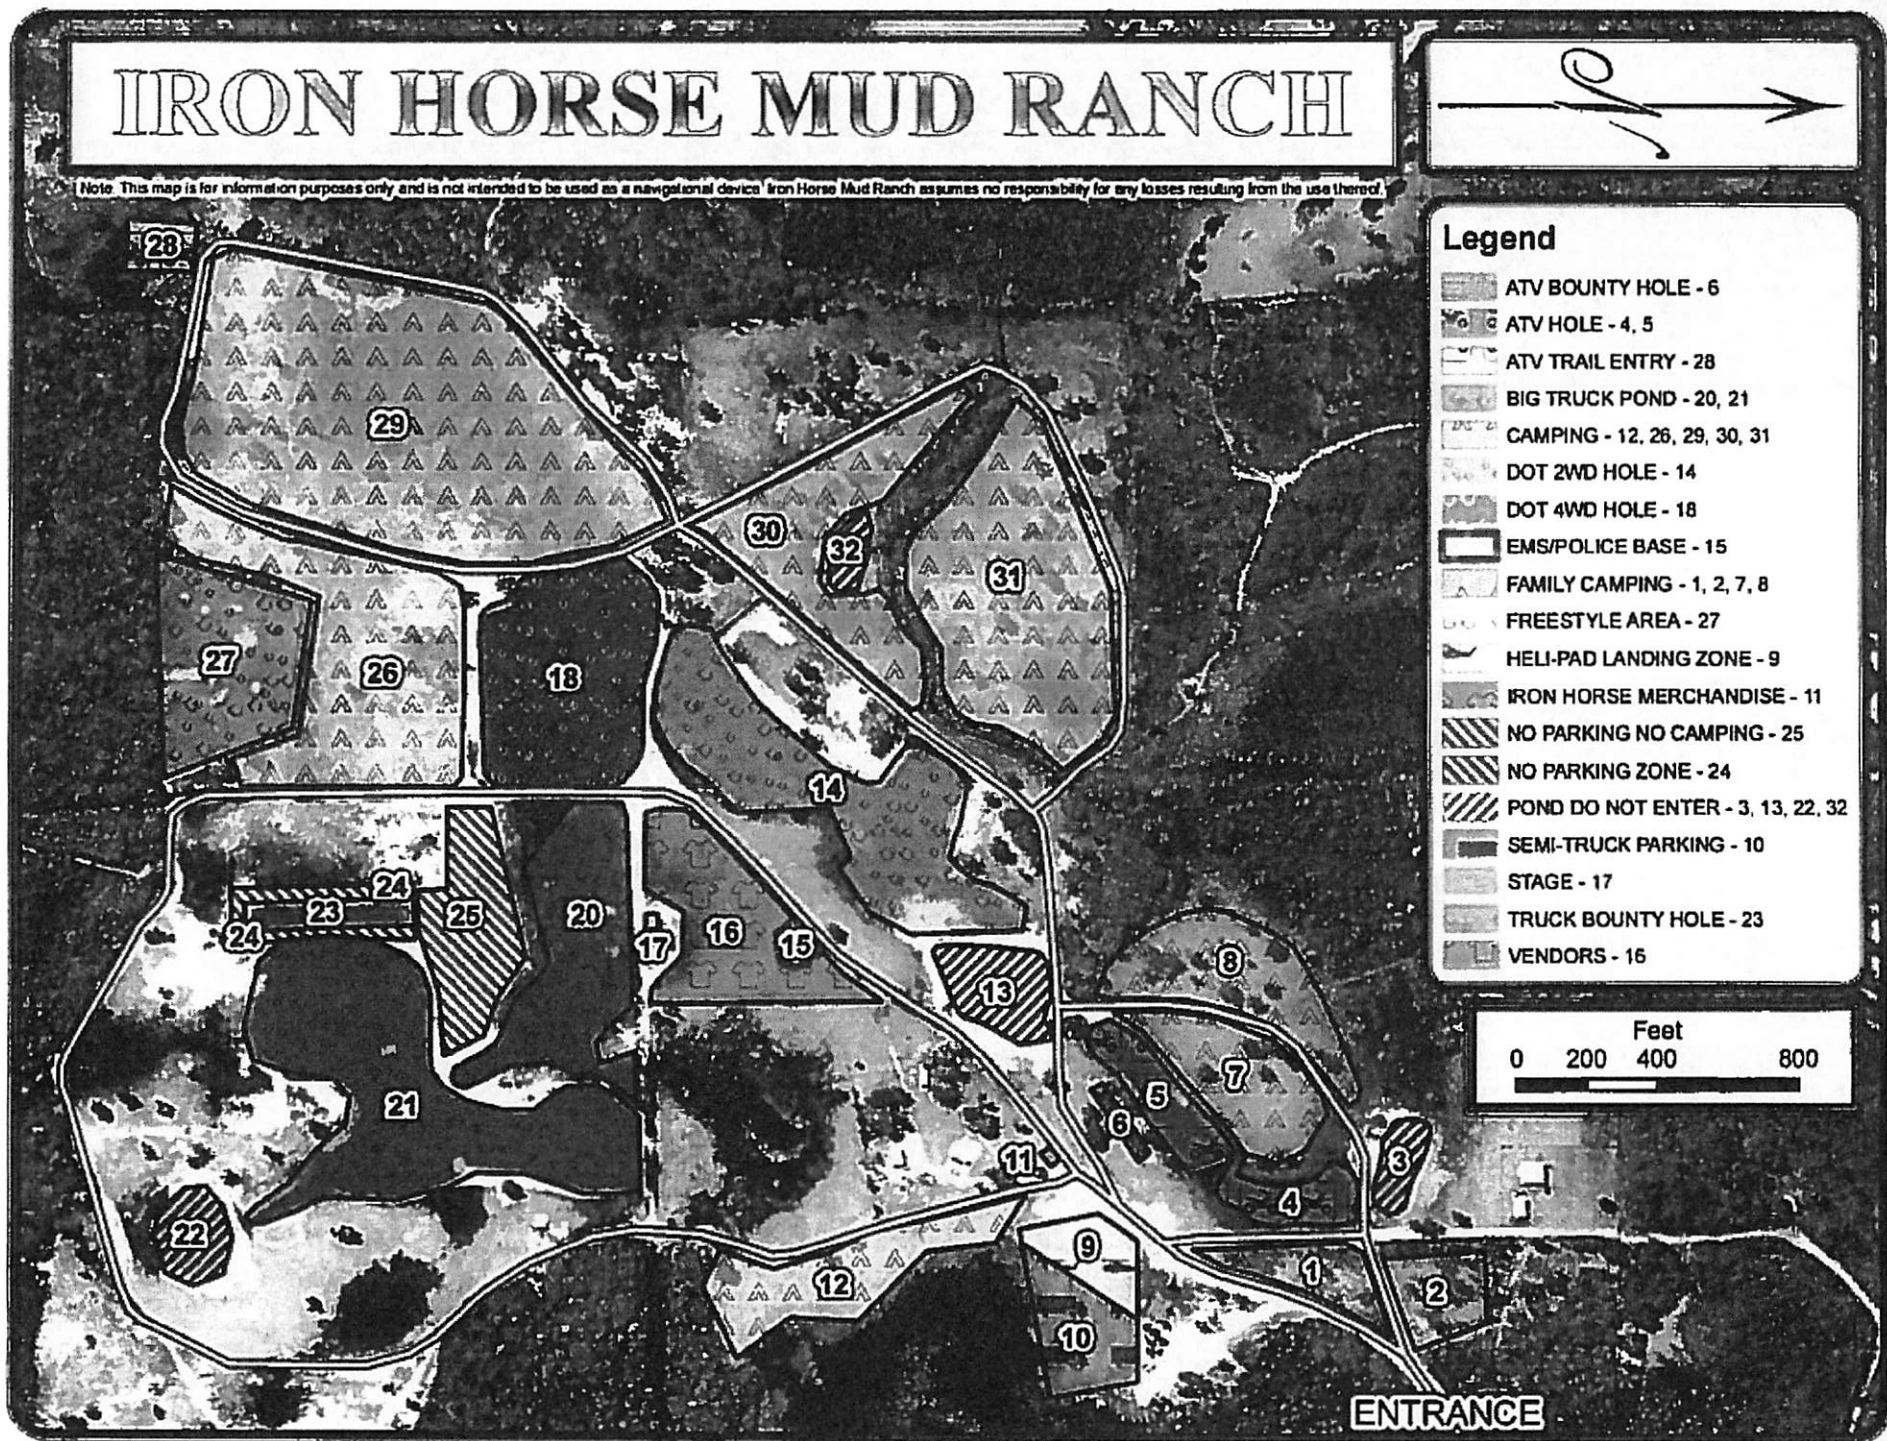 IRON HORSE MUD RANCH
Note: This map is for information purposes only and is not intended to be used as a navigational device. Iron Horse Mud Ranch assumes no responsibility for any losses resulting from the use thereof.
Legend
ATV BOUNTY HOLE - 6
ATV HOLE - 4, 5
ATV TRAIL ENTRY - 28
BIG TRUCK POND - 20, 21
CAMPING - 12, 26, 29, 30, 31
DOT 2WD HOLE - 14
DOT 4WD HOLE - 18
EMS/POLICE BASE - 15
FAMILY CAMPING - 1, 2, 7, 8
FREESTYLE AREA - 27
HELI-PAD LANDING ZONE - 9
IRON HORSE MERCHANDISE - 11
NO PARKING NO CAMPING - 25
NO PARKING ZONE - 24
POND DO NOT ENTER - 3, 13, 22, 32
SEMI-TRUCK PARKING - 10
STAGE - 17
TRUCK BOUNTY HOLE - 23
VENDORS - 16
Feet
0 200 400 800
28
29
30
32
31
27
26
18
14
24
23
25
24
20
17
16
15
13
8
7
5
6
21
11
3
4
22
12
9
1
2
10
ENTRANCE